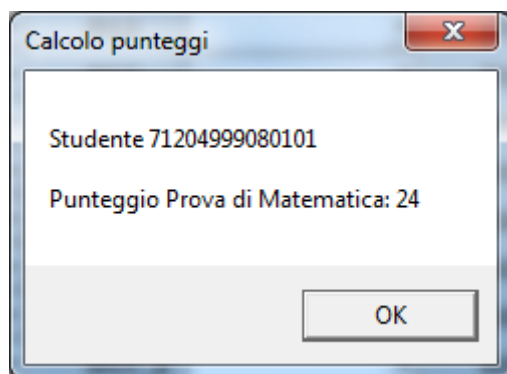 Calcolo punteggi
Studente 71204999080101
Punteggio Prova di Matematica: 24
OK